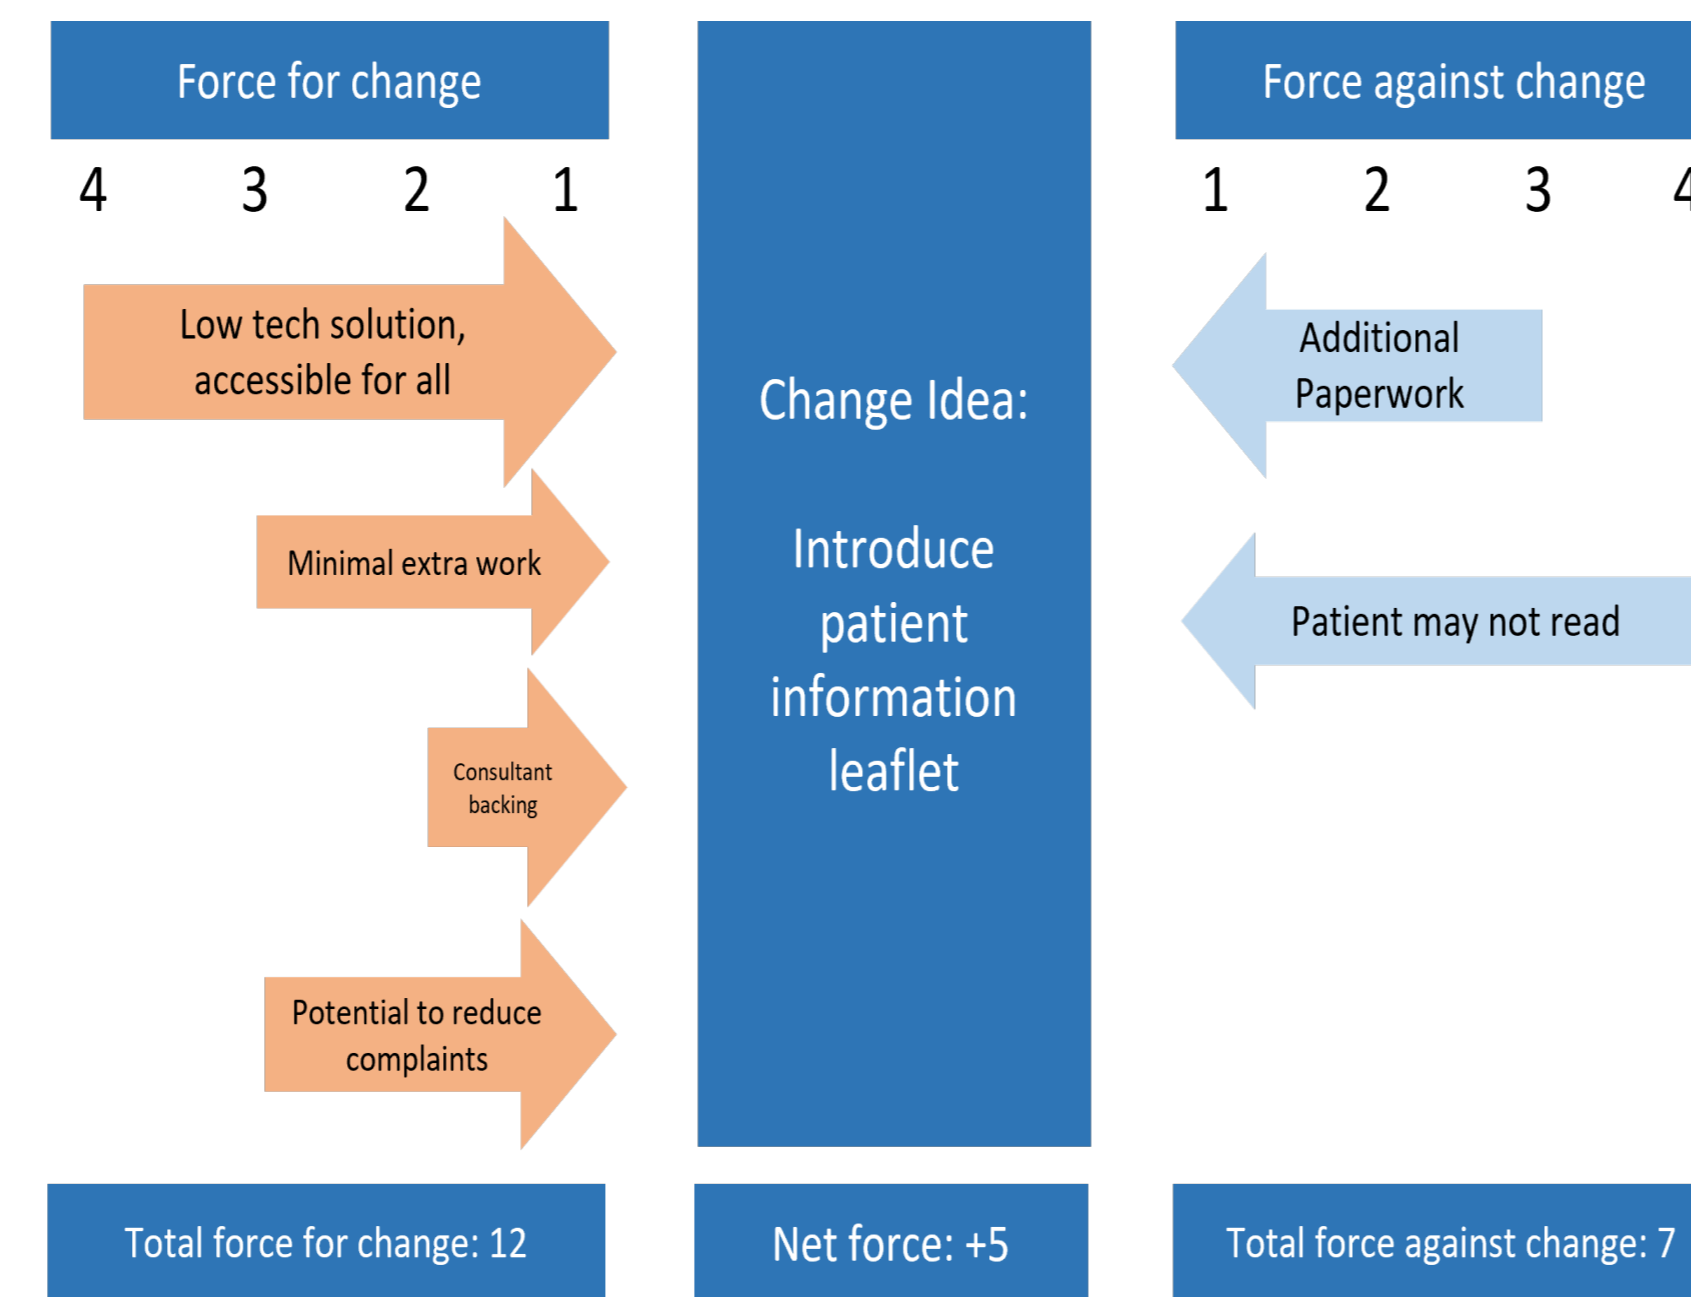 Force for change
4 3 2 1
Low tech solution,
accessible for all
Minimal extra work
Consultant
backing
Potential to reduce
complaints
Total force for change: 12
Change Idea:
Introduce
patient
information
leaflet
Net force: +5
Force against change
1 2 3 4
Additional
Paperwork
Patient may not read
Total force against change: 7